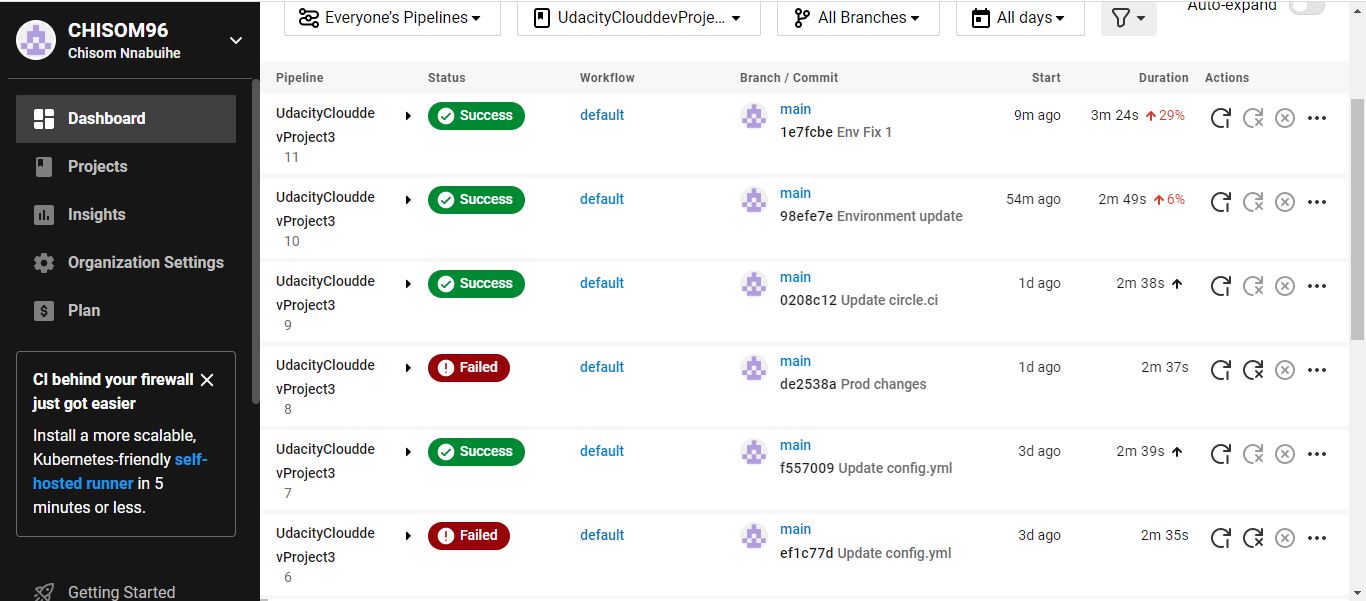 CHISOM96
Chisom Nnabuihe
Dashboard
Projects
Insights
Organization Settings
Plan
CI behind your firewall
just got easier
Install a more scalable,
Kubernetes-friendly self-
hosted runner in 5
minutes or less.
Getting Started
Everyone's Pipelines
UdacityClouddevProje...
All Branches
All days
Auto-expand
Pipeline Status Workflow Branch / Commit Start Duration Actions
UdacityCloudde Success default main 9m ago 3m 24s 29%
vProject3 1e7fcbe Env Fix 1
11
UdacityCloudde Success default main 54m ago 2m 49s 6%
vProject3 98efe7e Environment update
10
UdacityCloudde Success default main 1d ago 2m 38s
vProject3 0208c12 Update circle.ci
9
UdacityCloudde Failed default main 1d ago 2m 37s
vProject3 de2538a Prod changes
8
UdacityCloudde Success default main 3d ago 2m 39s
vProject3 f557009 Update config.yml
7
UdacityCloudde Failed default main 3d ago 2m 35s
vProject3 ef1c77d Update config.yml
6